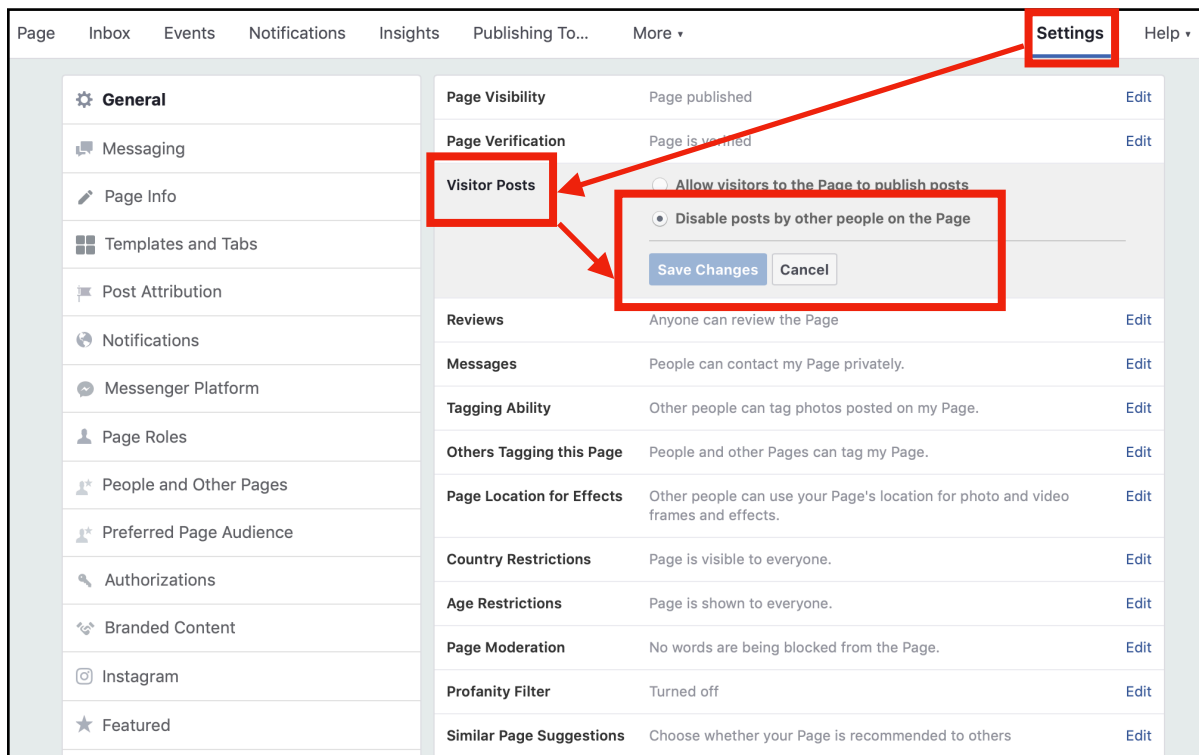 Page Inbox Events Notifications Insights Publishing To... More Settings Help
General
Messaging
Page Info
Templates and Tabs
Post Attribution
Notifications
Messenger Platform
Page Roles
People and Other Pages
Preferred Page Audience
Authorizations
Branded Content
Instagram
Featured
Page Visibility Page published Edit
Page Verification Page is verified Edit
Visitor Posts Allow visitors to the Page to publish posts
Disable posts by other people on the Page
Save Changes Cancel
Reviews Anyone can review the Page Edit
Messages People can contact my Page privately. Edit
Tagging Ability Other people can tag photos posted on my Page. Edit
Others Tagging this Page People and other Pages can tag my Page. Edit
Page Location for Effects Other people can use your Page's location for photo and video Edit
frames and effects.
Country Restrictions Page is visible to everyone. Edit
Age Restrictions Page is shown to everyone. Edit
Page Moderation No words are being blocked from the Page. Edit
Profanity Filter Turned off Edit
Similar Page Suggestions Choose whether your Page is recommended to others Edit